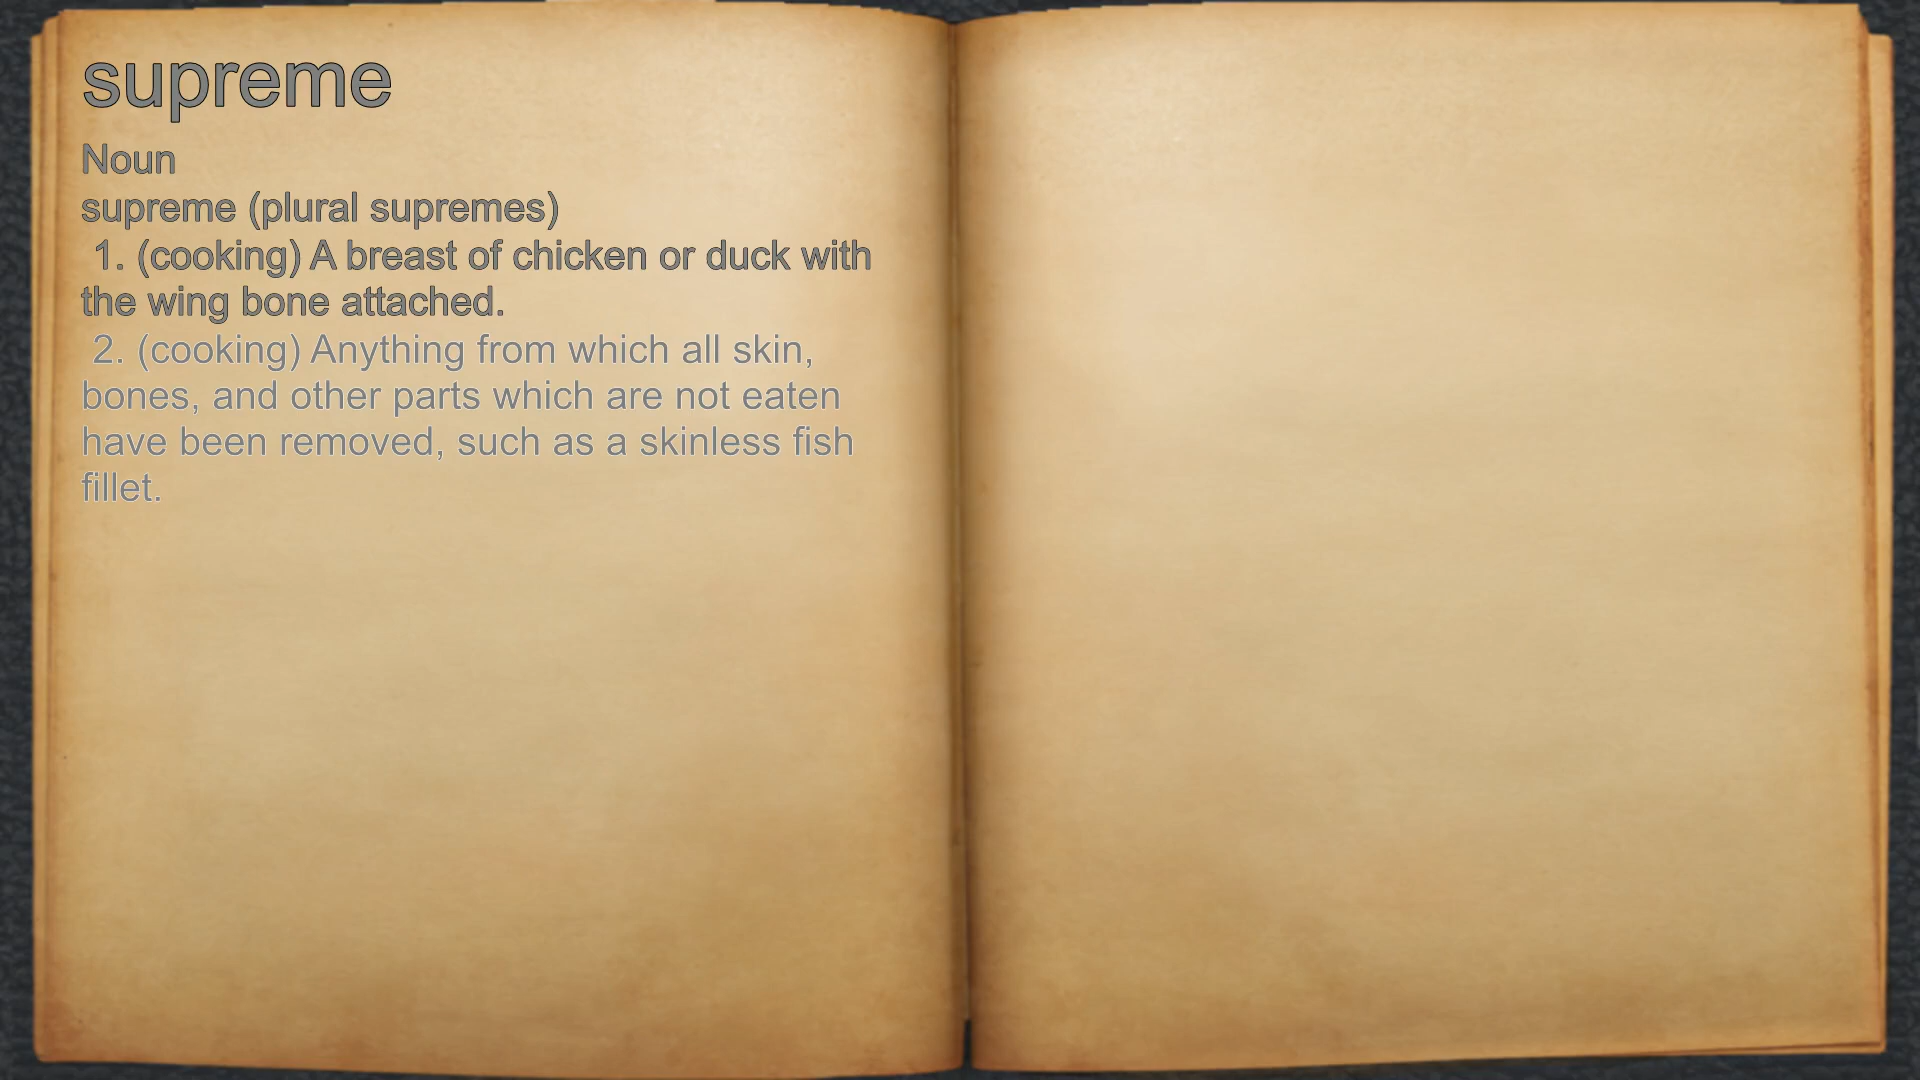 supreme
Noun
supreme (plural supremes)
1. (cooking) A breast of chicken or duck with
the wing bone attached.
2. (cooking) Anything from which all skin,
bones, and other parts which are not eaten
have been removed, such as a skinless fish
fillet.